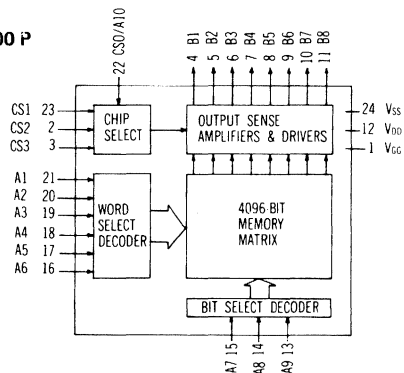 00 P
22 CS0/A10
4 B1
5 B2
6 B3
7 B4
8 B5
9 B6
10 B7
11 B8
CS1 23
CS2 2
CS3 3
CHIP
SELECT
OUTPUT SENSE
AMPLIFIERS & DRIVERS
24 VSS
12 VDD
1 VGG
A1 21
A2 20
A3 19
A4 18
A5 17
A6 16
WORD
SELECT
DECODER
4096-BIT
MEMORY
MATRIX
BIT SELECT DECODER
A7 15
A8 14
A9 13